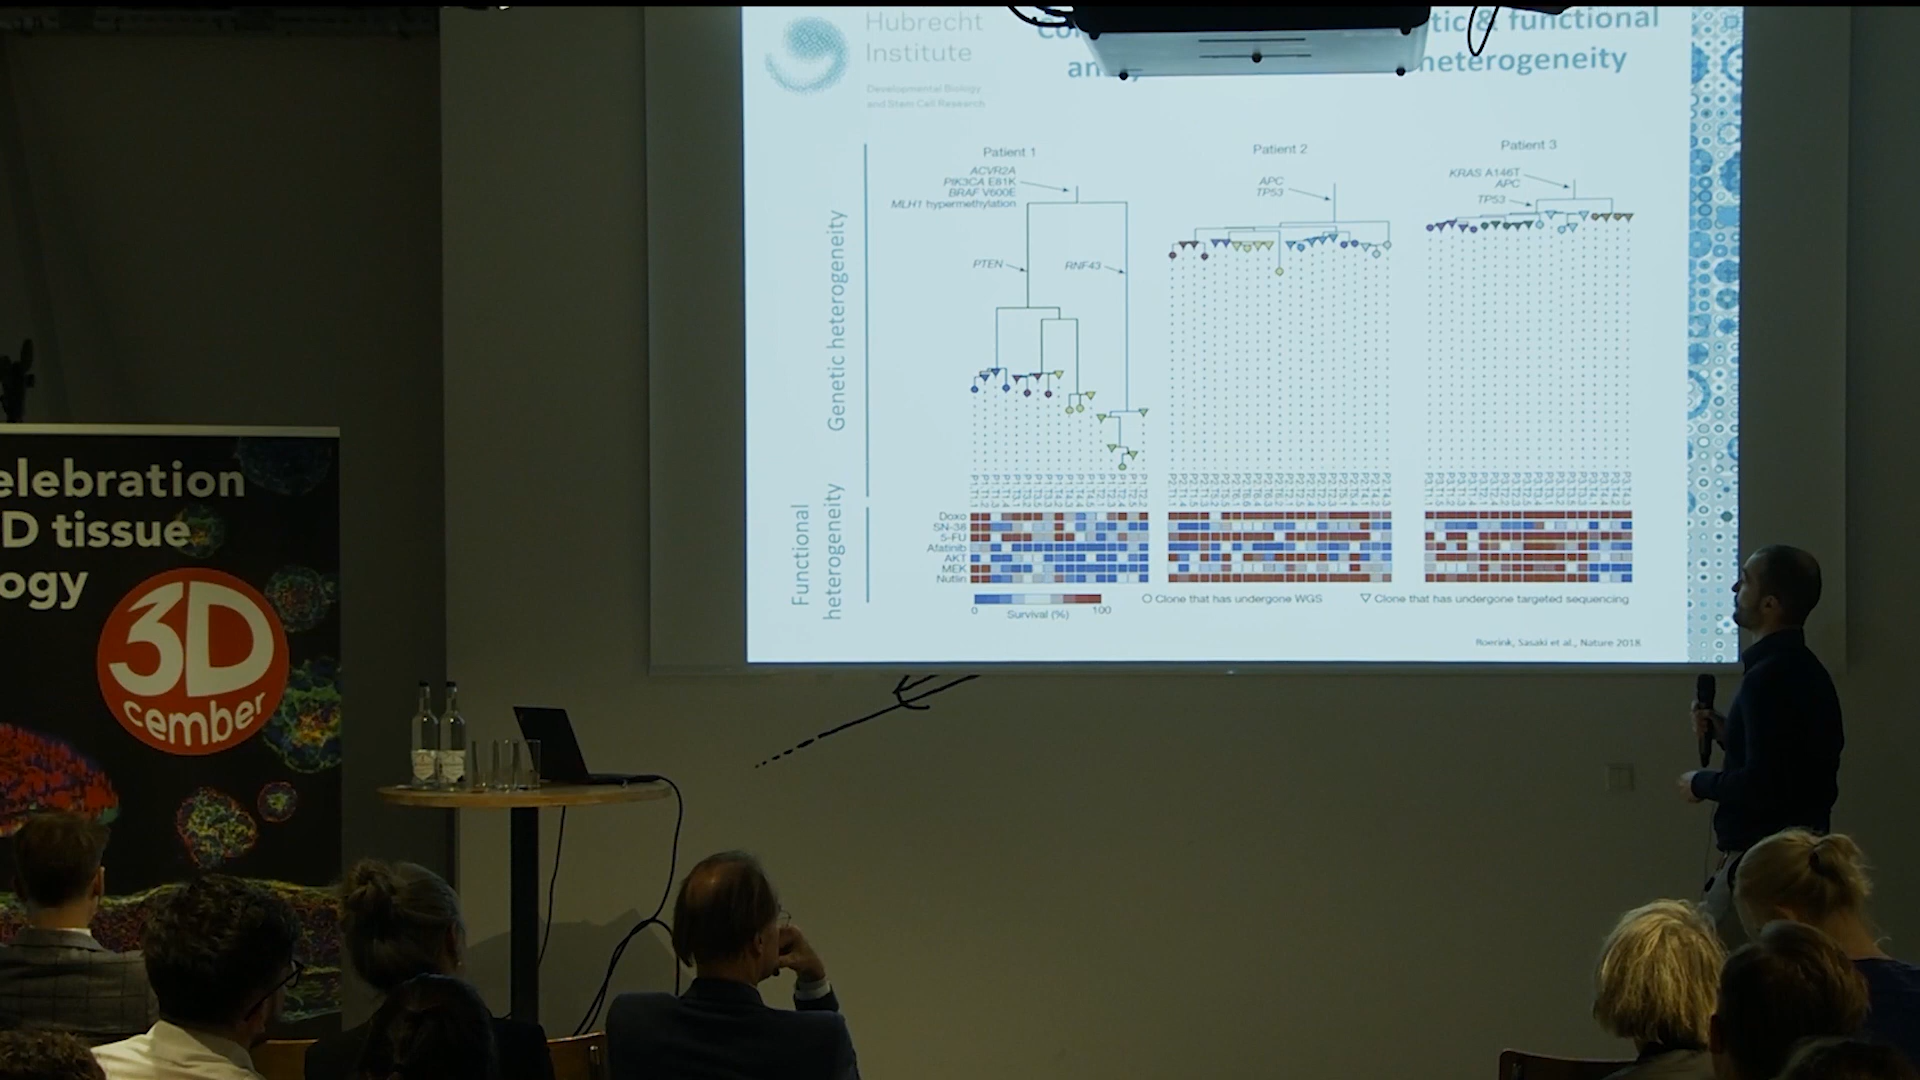 Hubrecht
Institute
Developmental Biology
and Stem Cell Research
tic & functional
heterogeneity
Genetic heterogeneity
Functional
heterogeneity
Patient 1
ACVR2A
PIK3CA E81K
BRAF V600E
MLH1 hypermethylation
PTEN
RNF43
Patient 2
APC
TP53
Patient 3
KRAS A146T
APC
TP53
Doxo
SN-38
5-FU
Afatinib
AKT
MEK
Nutlin
0
100
Survival (%)
Clone that has undergone WGS
Clone that has undergone targeted sequencing
Roerink, Sasaki et al., Nature 2018
elebration
D tissue
ogy
3D
cember